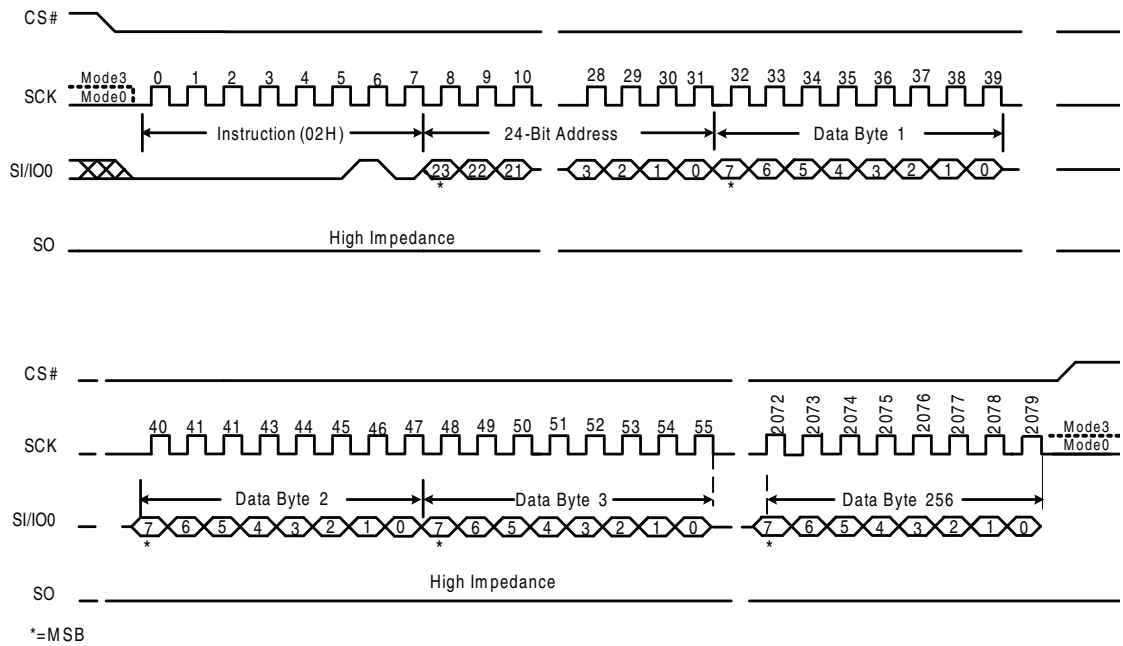 CS#
Mode3
SCK Mode0
0 1 2 3 4 5 6 7 8 9 10 28 29 30 31 32 33 34 35 36 37 38 39
Instruction (02H) 24-Bit Address Data Byte 1
SI/IO0 23 22 21 3 2 1 0 7 6 5 4 3 2 1 0
* *
High Impedance
SO
CS#
40 41 41 43 44 45 46 47 48 49 50 51 52 53 54 55 2072 2073 2074 2075 2076 2077 2078 2079
SCK Mode3
Mode0
Data Byte 2 Data Byte 3 Data Byte 256
SI/IO0 7 6 5 4 3 2 1 0 7 6 5 4 3 2 1 0 7 6 5 4 3 2 1 0
* * *
High Impedance
SO
*=MSB